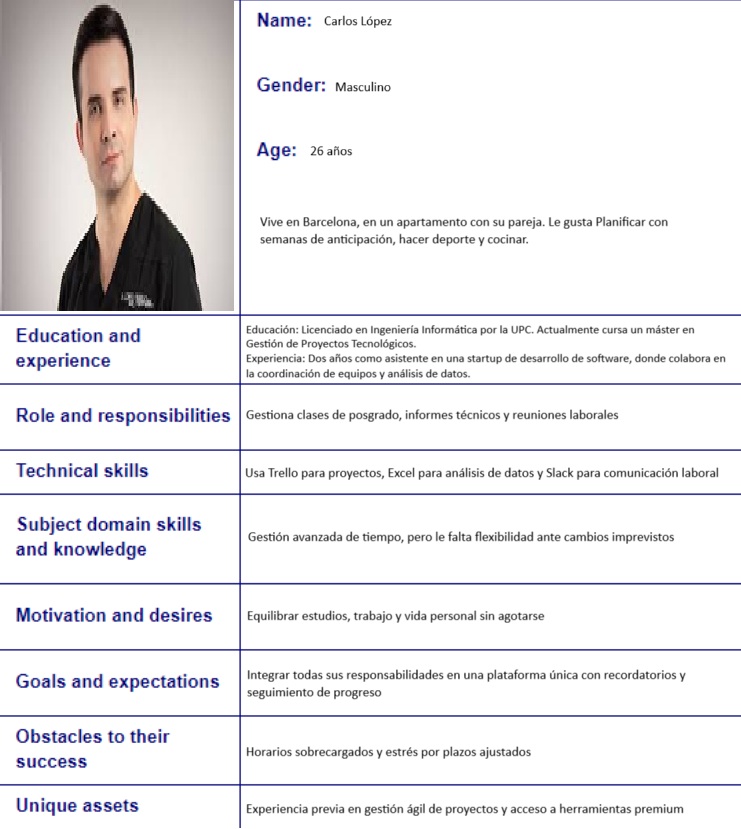 Name: Carlos López
Gender: Masculino
Age: 26 años
Vive en Barcelona, en un apartamento con su pareja. Le gusta Planificar con
semanas de anticipación, hacer deporte y cocinar.
Education and
experience
Educación: Licenciado en Ingeniería Informática por la UPC. Actualmente cursa un máster en
Gestión de Proyectos Tecnológicos.
Experiencia: Dos años como asistente en una startup de desarrollo de software, donde colabora en
la coordinación de equipos y análisis de datos.
Role and responsibilities
Gestiona clases de posgrado, informes técnicos y reuniones laborales
Technical skills
Usa Trello para proyectos, Excel para análisis de datos y Slack para comunicación laboral
Subject domain skills
and knowledge
Gestión avanzada de tiempo, pero le falta flexibilidad ante cambios imprevistos
Motivation and desires
Equilibrar estudios, trabajo y vida personal sin agotarse
Goals and expectations
Integrar todas sus responsabilidades en una plataforma única con recordatorios y
seguimiento de progreso
Obstacles to their
success
Horarios sobrecargados y estrés por plazos ajustados
Unique assets
Experiencia previa en gestión ágil de proyectos y acceso a herramientas premium